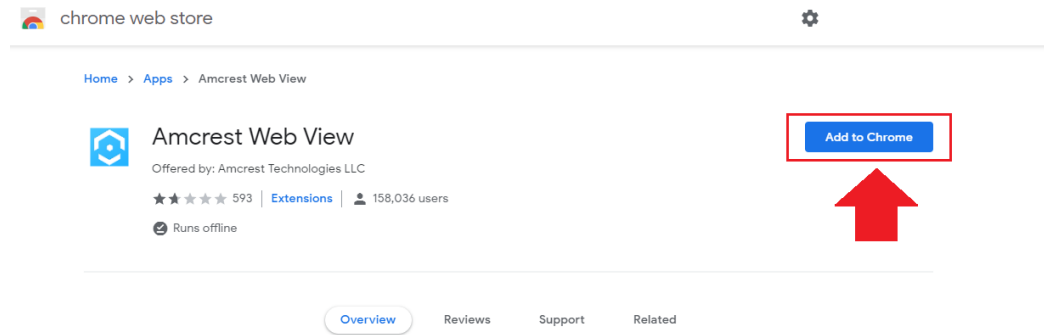 chrome web store
Home > Apps > Amcrest Web View
Amcrest Web View
Add to Chrome
Offered by: Amcrest Technologies LLC
593 | Extensions | 158,036 users
Runs offline
Overview Reviews Support Related